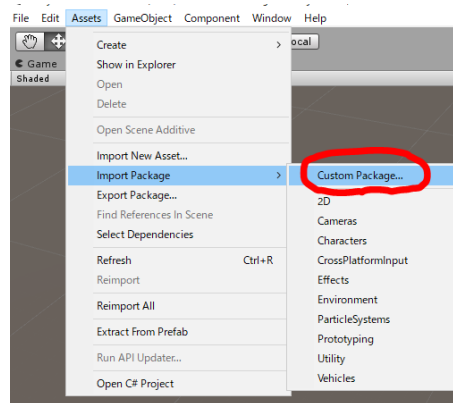 File Edit Assets GameObject Component Window Help
ocal
Game
Shaded
Create
Show in Explorer
Open
Delete
Open Scene Additive
Import New Asset...
Import Package
Export Package...
Find References In Scene
Select Dependencies
Refresh Ctrl+R
Reimport
Reimport All
Extract From Prefab
Run API Updater...
Open C# Project
Custom Package...
2D
Cameras
Characters
CrossPlatformInput
Effects
Environment
ParticleSystems
Prototyping
Utility
Vehicles